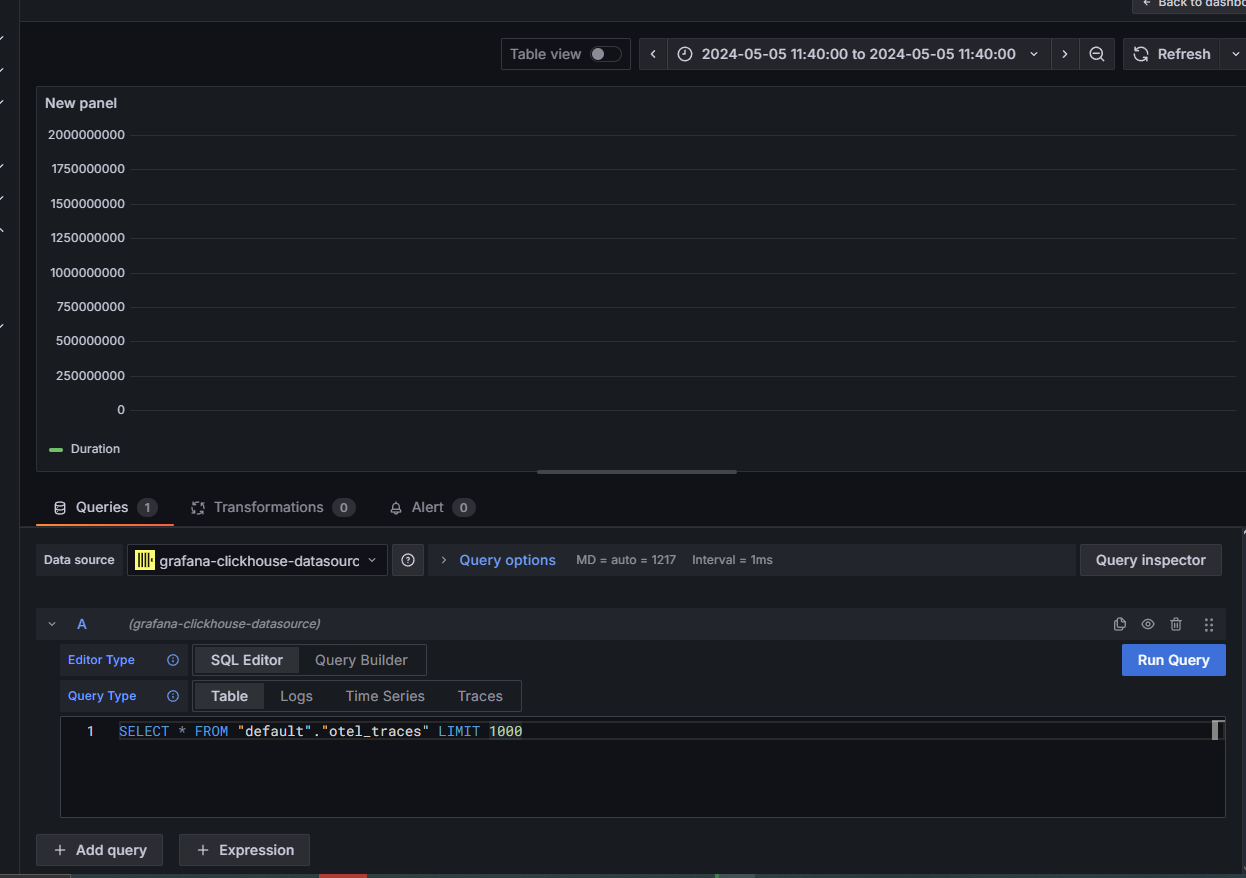 ← Back to dashbo
Table view
2024-05-05 11:40:00 to 2024-05-05 11:40:00
Refresh
New panel
2000000000
1750000000
1500000000
1250000000
1000000000
750000000
500000000
250000000
0
Duration
Queries 1
Transformations 0
Alert 0
Data source
grafana-clickhouse-datasourc
Query options
MD = auto = 1217
Interval = 1ms
Query inspector
A
(grafana-clickhouse-datasource)
Editor Type
SQL Editor
Query Builder
Run Query
Query Type
Table
Logs
Time Series
Traces
1 SELECT * FROM "default"."otel_traces" LIMIT 1000
+ Add query
+ Expression